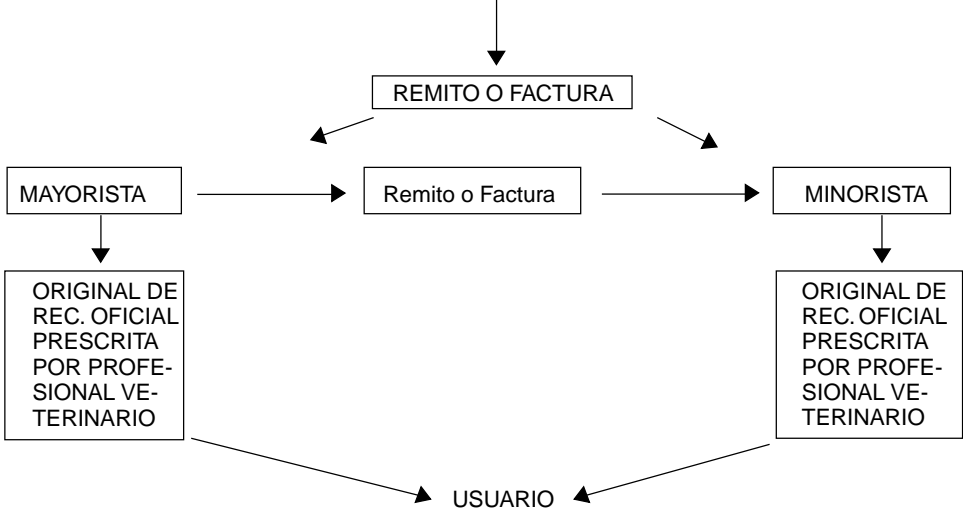 REMITO O FACTURA
MAYORISTA
Remito o Factura
MINORISTA
ORIGINAL DE
REC. OFICIAL
PRESCRITA
POR PROFE-
SIONAL VE-
TERINARIO
ORIGINAL DE
REC. OFICIAL
PRESCRITA
POR PROFE-
SIONAL VE-
TERINARIO
USUARIO